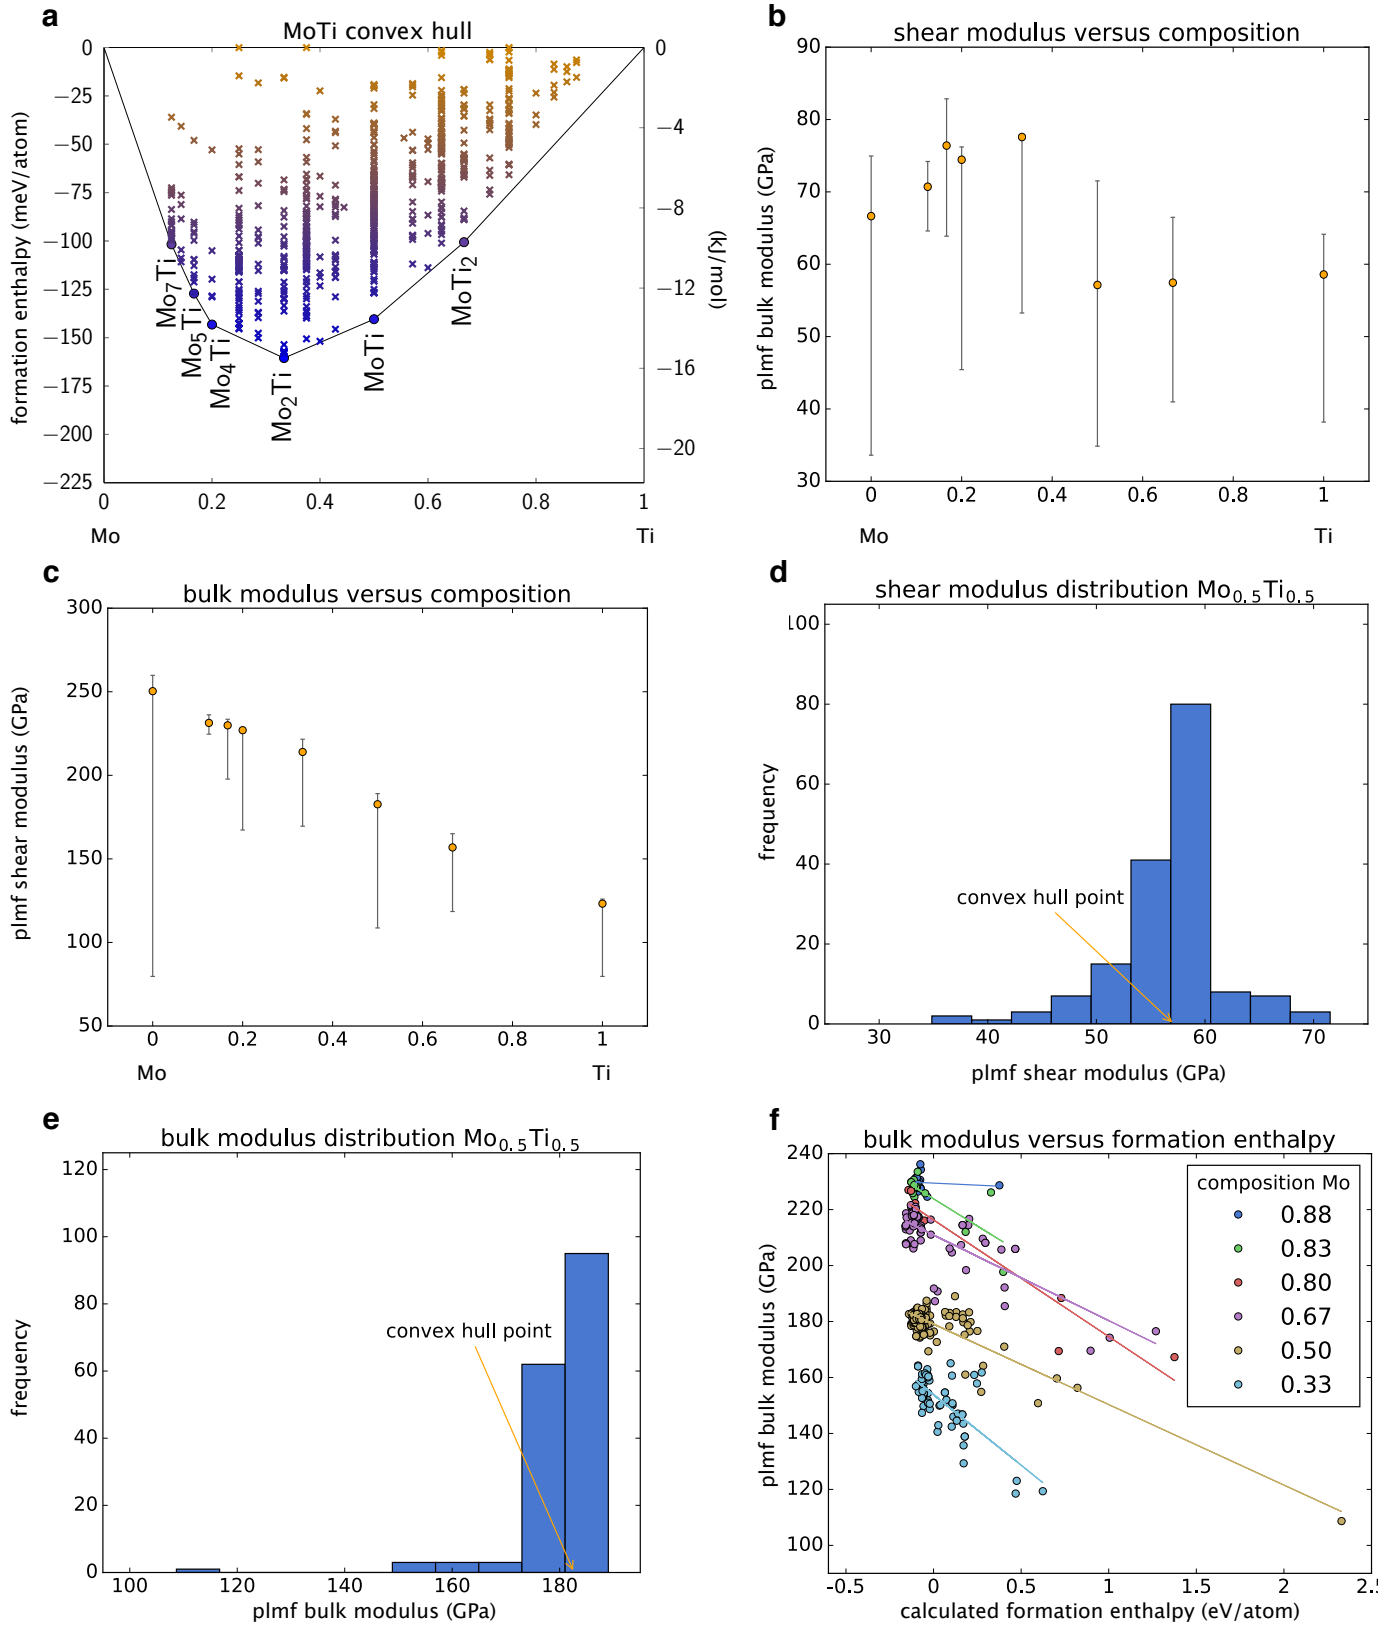 a
MoTi convex hull
0
−25
−50
−75
−100
−125
−150
−175
−200
−225
formation enthalpy (meV/atom)
0
−4
−8
−12
−16
−20
(kJ/mol)
Mo7Ti
Mo5Ti
Mo4Ti
Mo2Ti
MoTi
MoTi2
0 0.2 0.4 0.6 0.8 1
Mo Ti
b
shear modulus versus composition
90
80
70
60
50
40
30
plmf bulk modulus (GPa)
0 0.2 0.4 0.6 0.8 1
Mo Ti
c
bulk modulus versus composition
300
250
200
150
100
50
plmf shear modulus (GPa)
0 0.2 0.4 0.6 0.8 1
Mo Ti
d
shear modulus distribution Mo0.5Ti0.5
100
80
60
40
20
0
frequency
convex hull point
30 40 50 60 70
plmf shear modulus (GPa)
e
bulk modulus distribution Mo0.5Ti0.5
120
100
80
60
40
20
0
frequency
convex hull point
100 120 140 160 180
plmf bulk modulus (GPa)
f
bulk modulus versus formation enthalpy
240
220
200
180
160
140
120
100
plmf bulk modulus (GPa)
composition Mo
0.88
0.83
0.80
0.67
0.50
0.33
-0.5 0 0.5 1 1.5 2 2.5
calculated formation enthalpy (eV/atom)